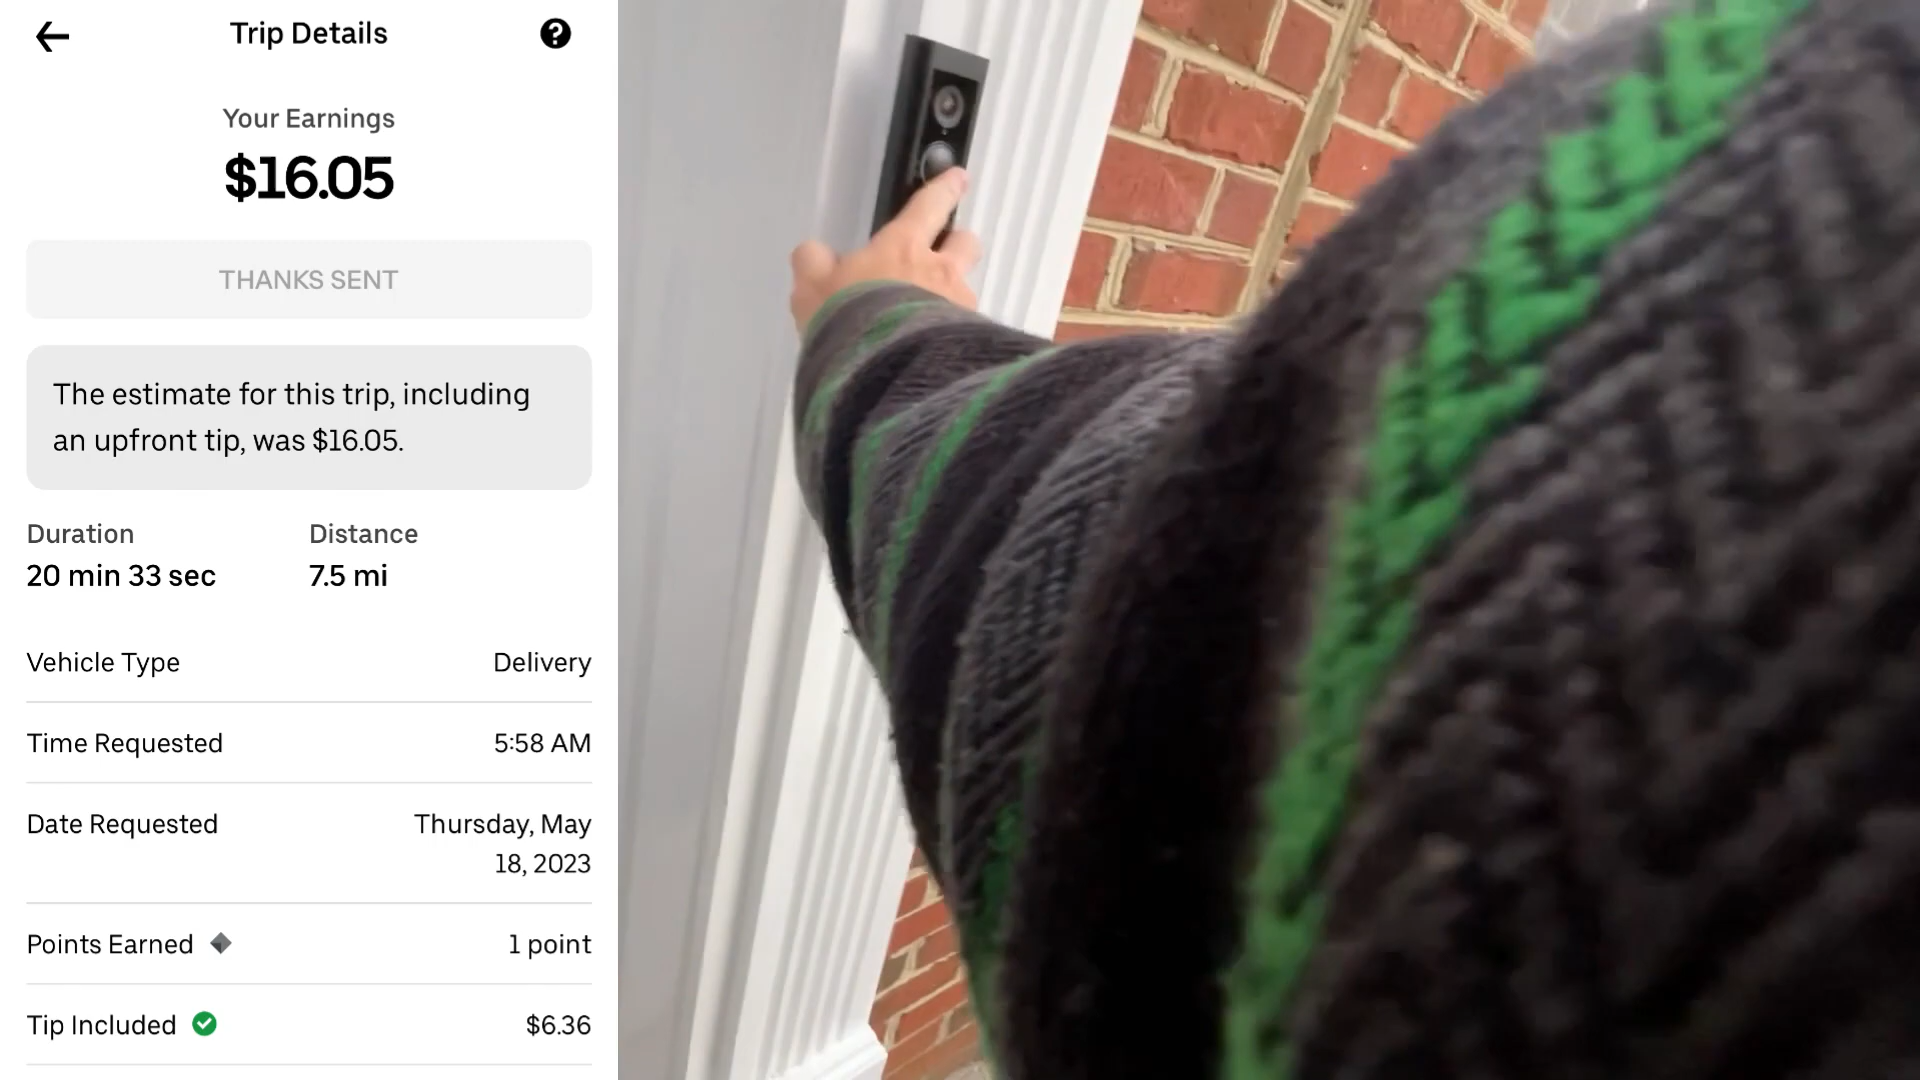 Trip Details
Your Earnings
$16.05
THANKS SENT
The estimate for this trip, including
an upfront tip, was $16.05.
Duration Distance
20 min 33 sec 7.5 mi
Vehicle Type Delivery
Time Requested 5:58 AM
Date Requested Thursday, May
18, 2023
Points Earned 1 point
Tip Included $6.36